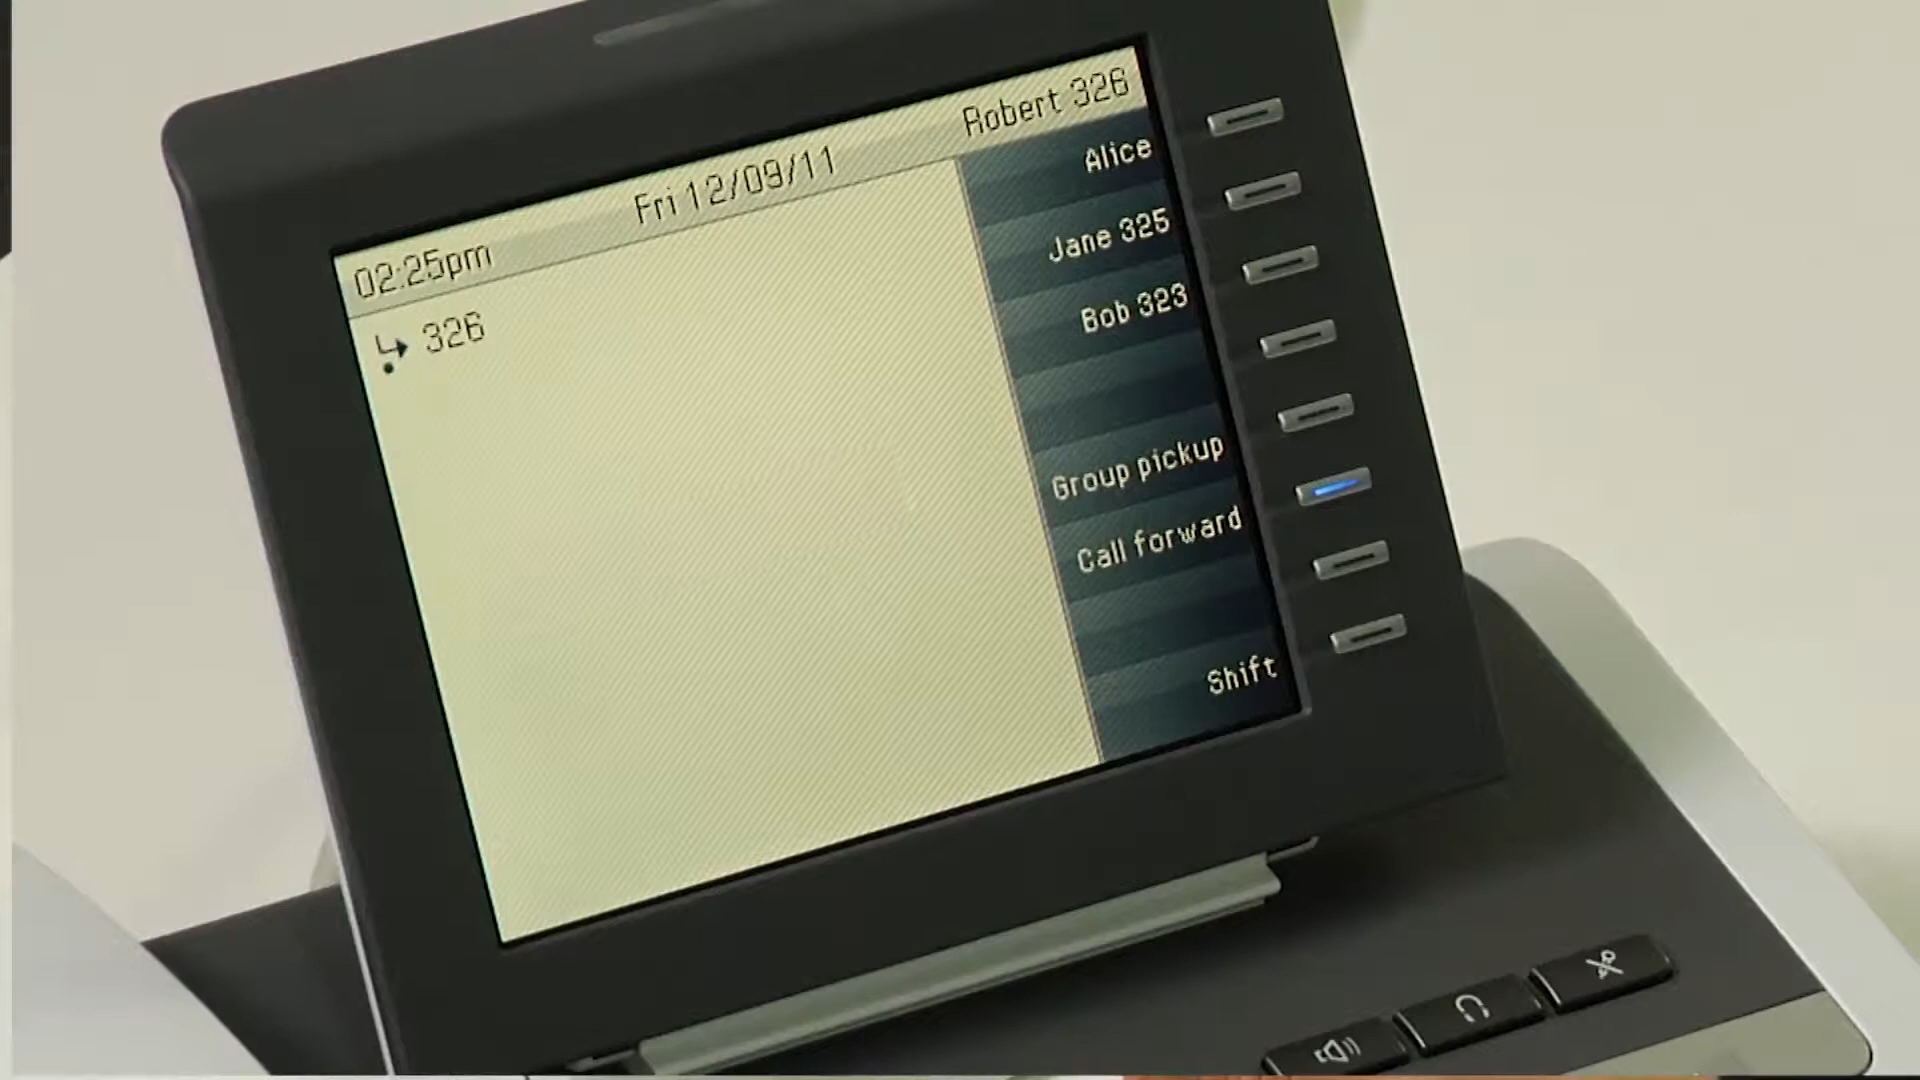 Robert 326
Fri 12/09/11
02:25pm
326
Alice
Jane 325
Bob 323
Group pickup
Call forward
Shift